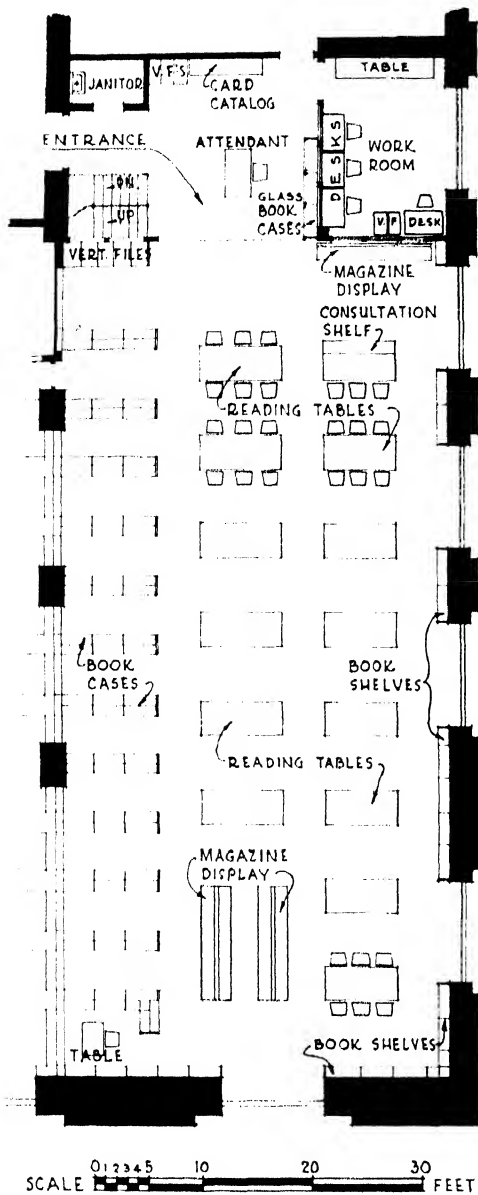 JANITOR
V F S
CARD
CATALOG
TABLE
ENTRANCE
ATTENDANT
DESKS
WORK
ROOM
DN
UP
GLASS
BOOK
CASES
V F
DESK
VERT. FILES
MAGAZINE
DISPLAY
CONSULTATION
SHELF
READING TABLES
BOOK
CASES
BOOK
SHELVES
READING TABLES
MAGAZINE
DISPLAY
TABLE
BOOK SHELVES
SCALE 0 1 2 3 4 5 10 20 30 FEET